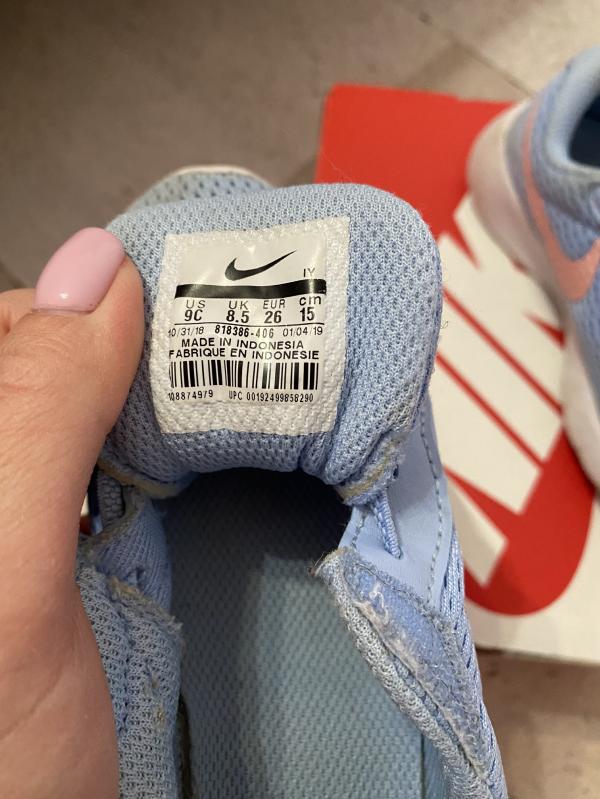 IY
US UK EUR cm
9C 8.5 26 15
10/31/18 818386-406 01/04/19
MADE IN INDONESIA
FABRIQUE EN INDONESIE
108874979 UPC 00192499858290